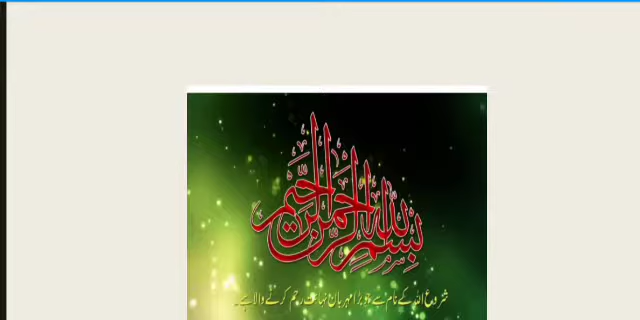 بسم الله الرحمن الرحيم
شروع اللہ کے نام سے جو بڑا مہربان نہایت رحم کرنے والا ہے۔